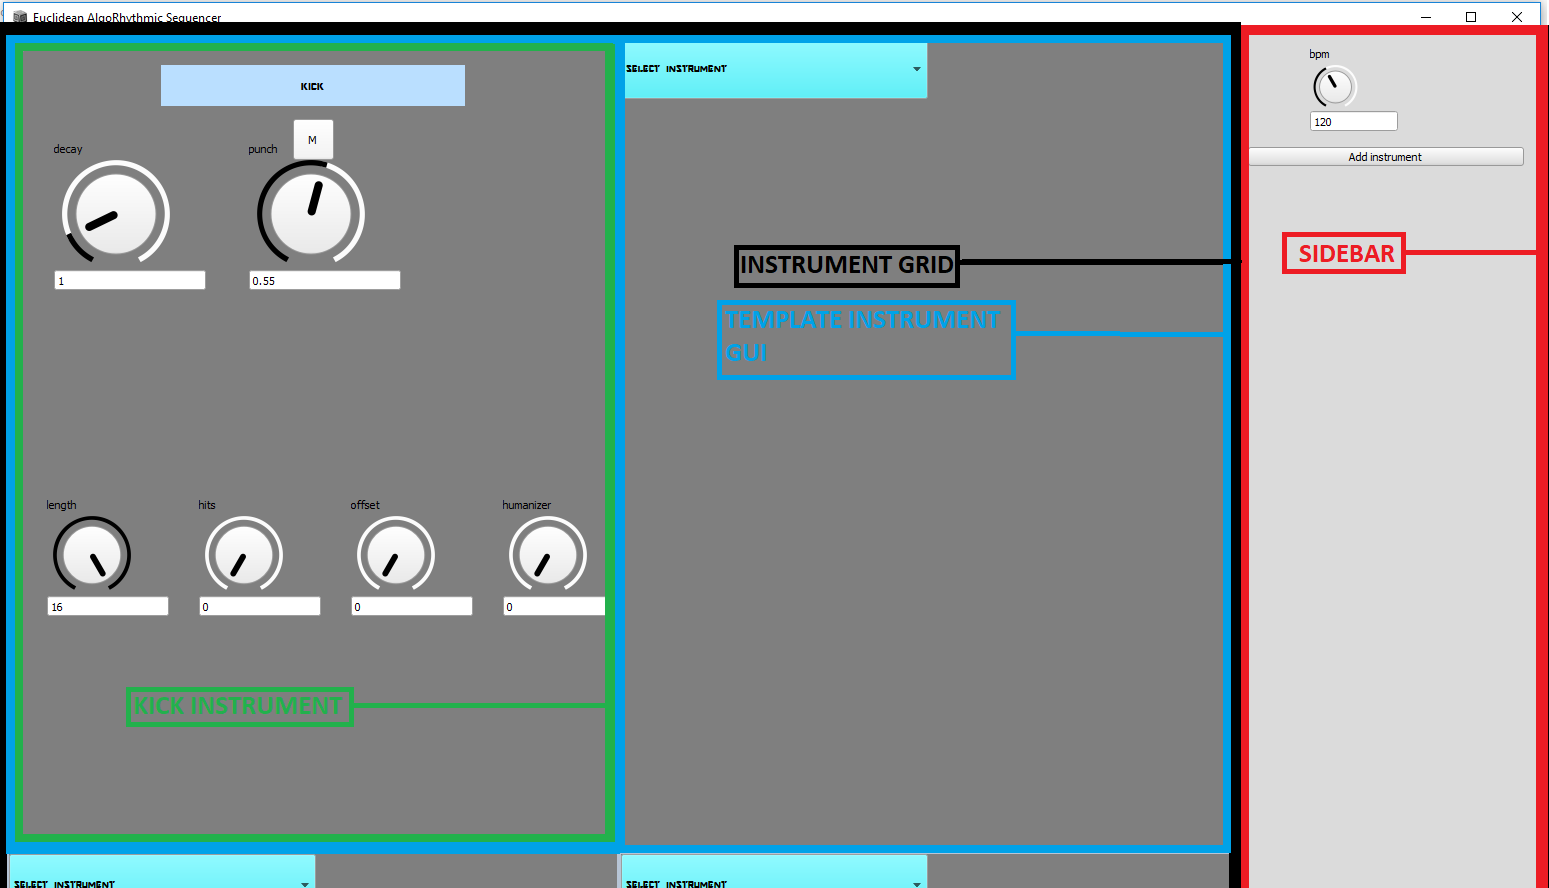 Euclidean AlgoRhythmic Sequencer
KICK
M
decay
punch
1
0.55
length
hits
offset
humanizer
16
0
0
0
KICK INSTRUMENT
SELECT INSTRUMENT
INSTRUMENT GRID
TEMPLATE INSTRUMENT
GUI
bpm
120
Add instrument
SIDEBAR
SELECT INSTRUMENT
SELECT INSTRUMENT